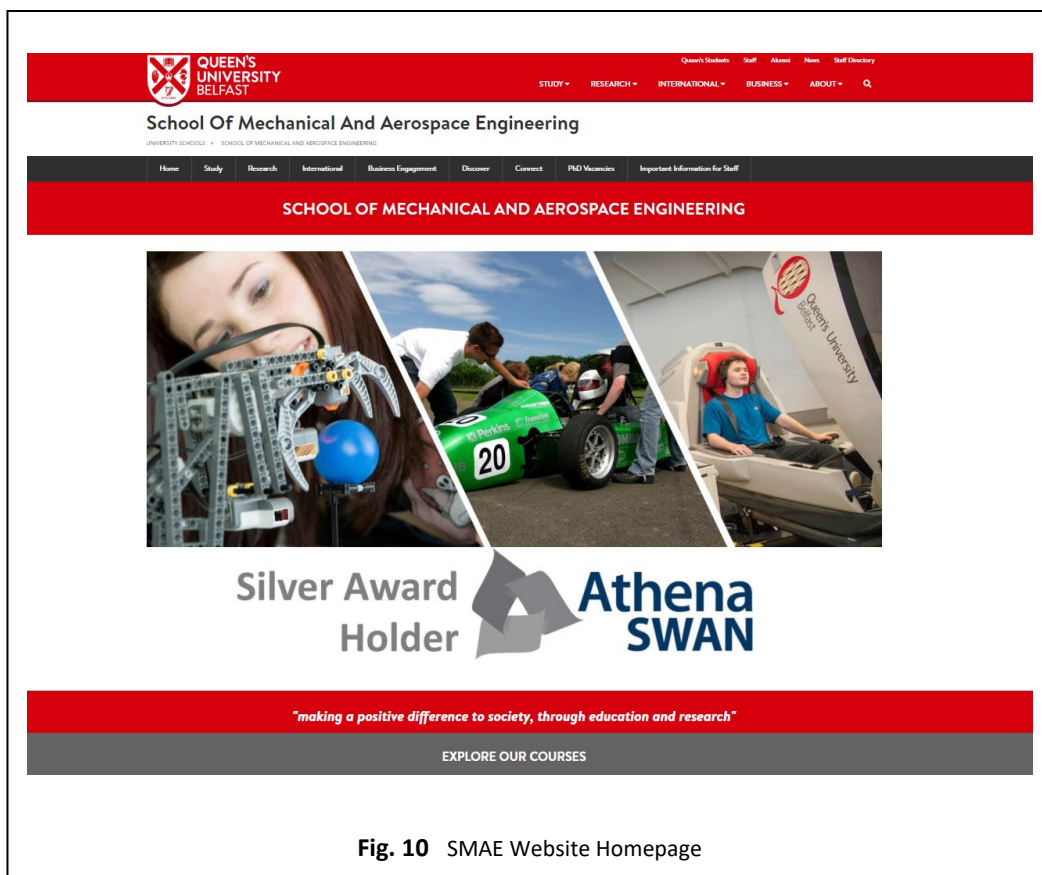 QUEEN'S
UNIVERSITY
BELFAST
Queen's Students Staff Alumni News Staff Directory
STUDY RESEARCH INTERNATIONAL BUSINESS ABOUT
School Of Mechanical And Aerospace Engineering
UNIVERSITY SCHOOLS SCHOOL OF MECHANICAL AND AEROSPACE ENGINEERING
Home Study Research International Business Engagement Discover Connect PhD Vacancies Important Information for Staff
SCHOOL OF MECHANICAL AND AEROSPACE ENGINEERING
20
Perkins
20
Queen's University
Belfast
Silver Award
Holder
Athena
SWAN
"making a positive difference to society, through education and research"
EXPLORE OUR COURSES
Fig. 10 SMAE Website Homepage